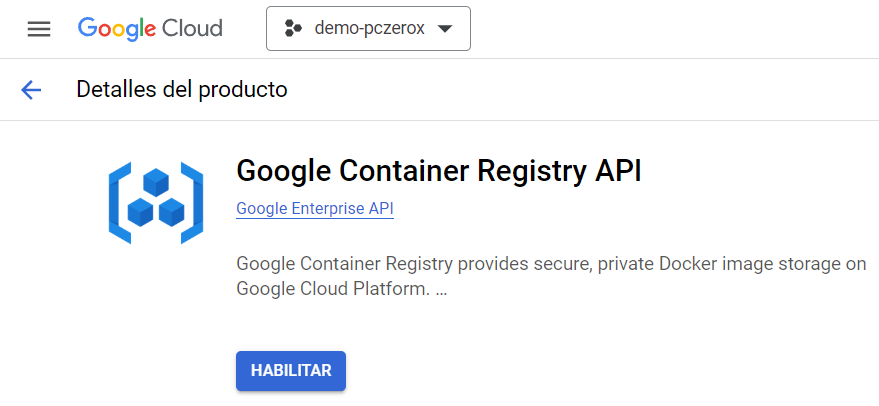 Google Cloud
demo-pczerox
Detalles del producto
Google Container Registry API
Google Enterprise API
Google Container Registry provides secure, private Docker image storage on
Google Cloud Platform. ...
HABILITAR